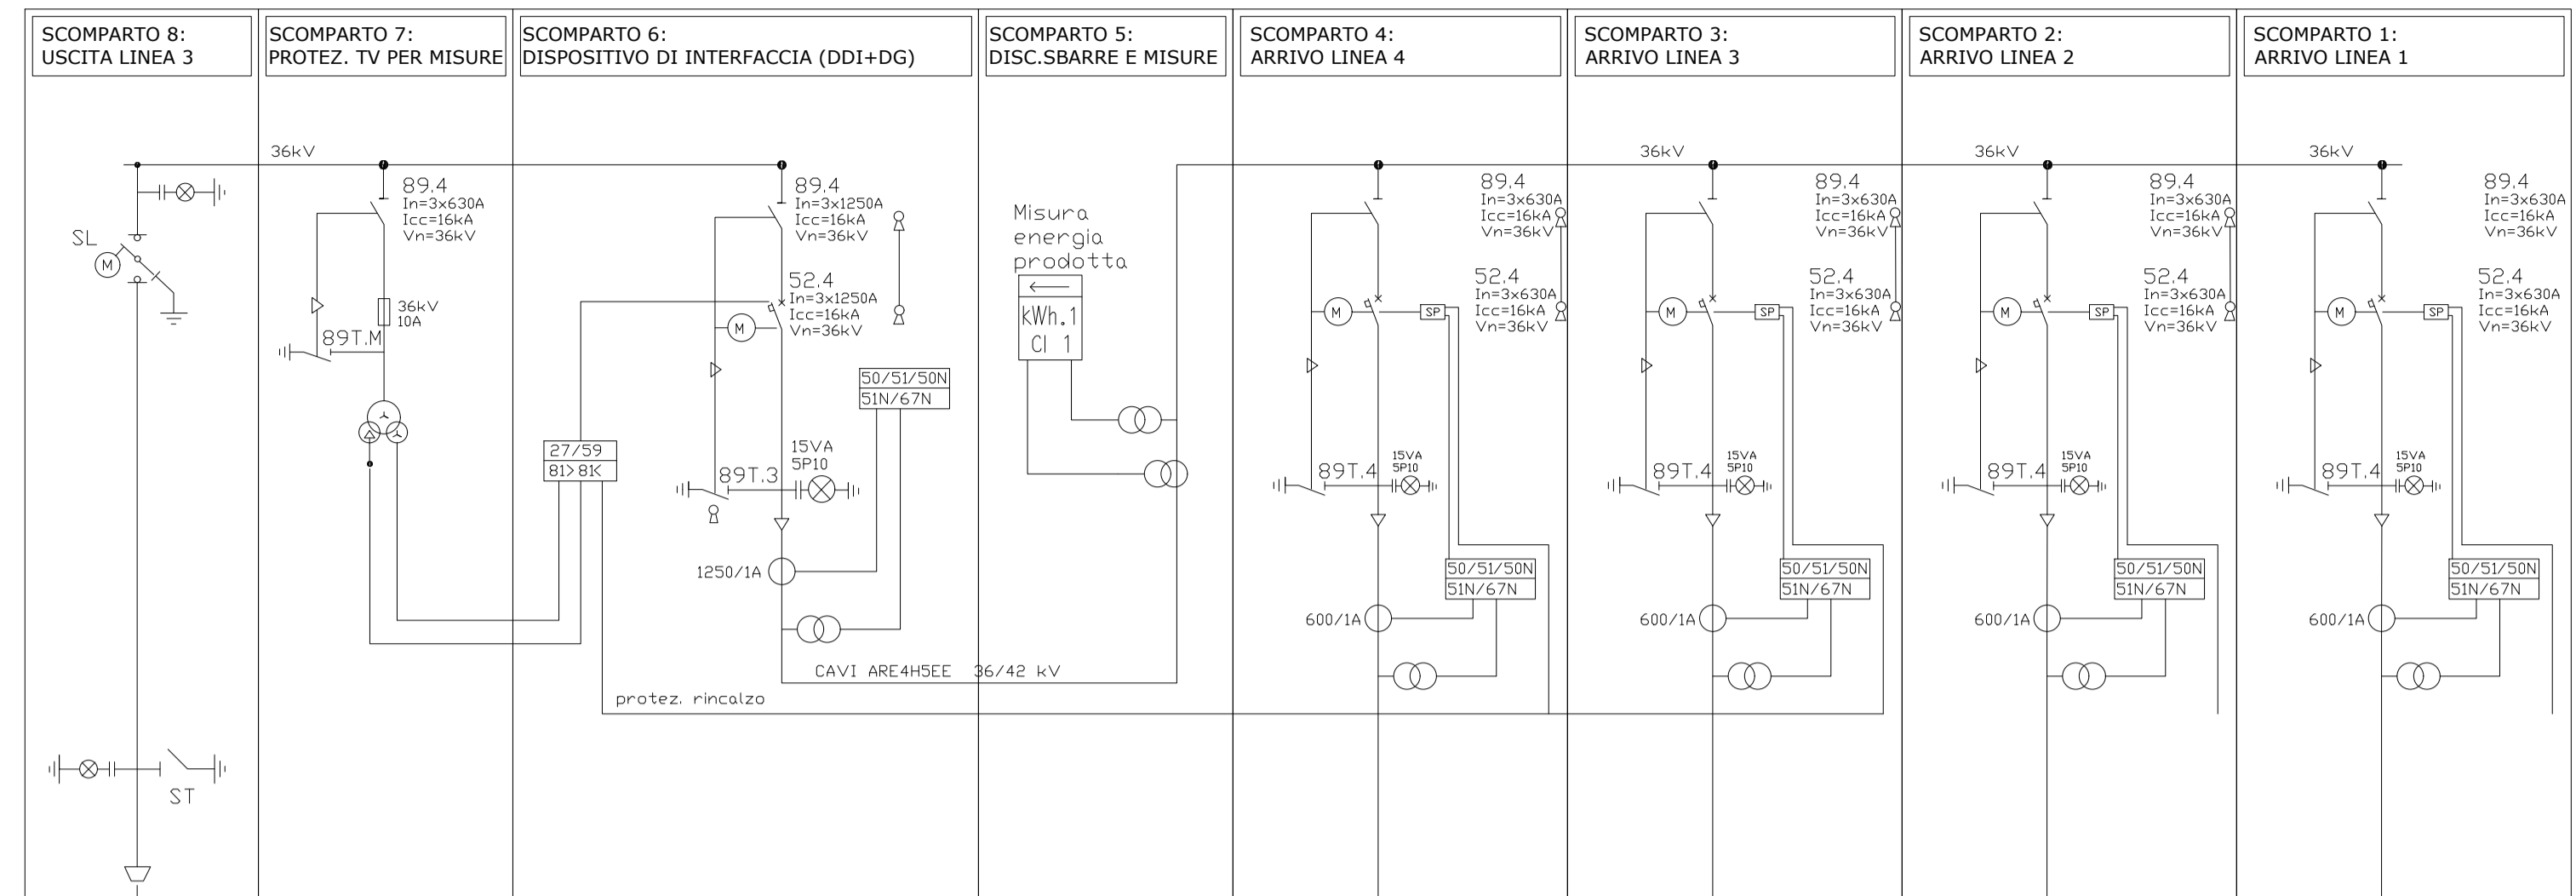 SCOMPARTO 8:
USCITA LINEA 3
SCOMPARTO 7:
PROTEZ. TV PER MISURE
SCOMPARTO 6:
DISPOSITIVO DI INTERFACCIA (DDI+DG)
SCOMPARTO 5:
DISC.SBARRE E MISURE
SCOMPARTO 4:
ARRIVO LINEA 4
SCOMPARTO 3:
ARRIVO LINEA 3
SCOMPARTO 2:
ARRIVO LINEA 2
SCOMPARTO 1:
ARRIVO LINEA 1
SL
M
ST
36kV
89.4
In=3x630A
Icc=16kA
Vn=36kV
36kV
10A
89T.M
89.4
In=3x1250A
Icc=16kA
Vn=36kV
52.4
In=3x1250A
Icc=16kA
Vn=36kV
M
50/51/50N
51N/67N
27/59
81>81<
15VA
5P10
89T.3
1250/1A
CAVI ARE4H5EE 36/42 kV
protez. rincalzo
Misura
energia
prodotta
kWh.1
Cl 1
89.4
In=3x630A
Icc=16kA
Vn=36kV
52.4
In=3x630A
Icc=16kA
Vn=36kV
M
SP
15VA
5P10
89T.4
50/51/50N
51N/67N
600/1A
36kV
89.4
In=3x630A
Icc=16kA
Vn=36kV
52.4
In=3x630A
Icc=16kA
Vn=36kV
M
SP
15VA
5P10
89T.4
50/51/50N
51N/67N
600/1A
36kV
89.4
In=3x630A
Icc=16kA
Vn=36kV
52.4
In=3x630A
Icc=16kA
Vn=36kV
M
SP
15VA
5P10
89T.4
50/51/50N
51N/67N
600/1A
36kV
89.4
In=3x630A
Icc=16kA
Vn=36kV
52.4
In=3x630A
Icc=16kA
Vn=36kV
M
SP
15VA
5P10
89T.4
50/51/50N
51N/67N
600/1A